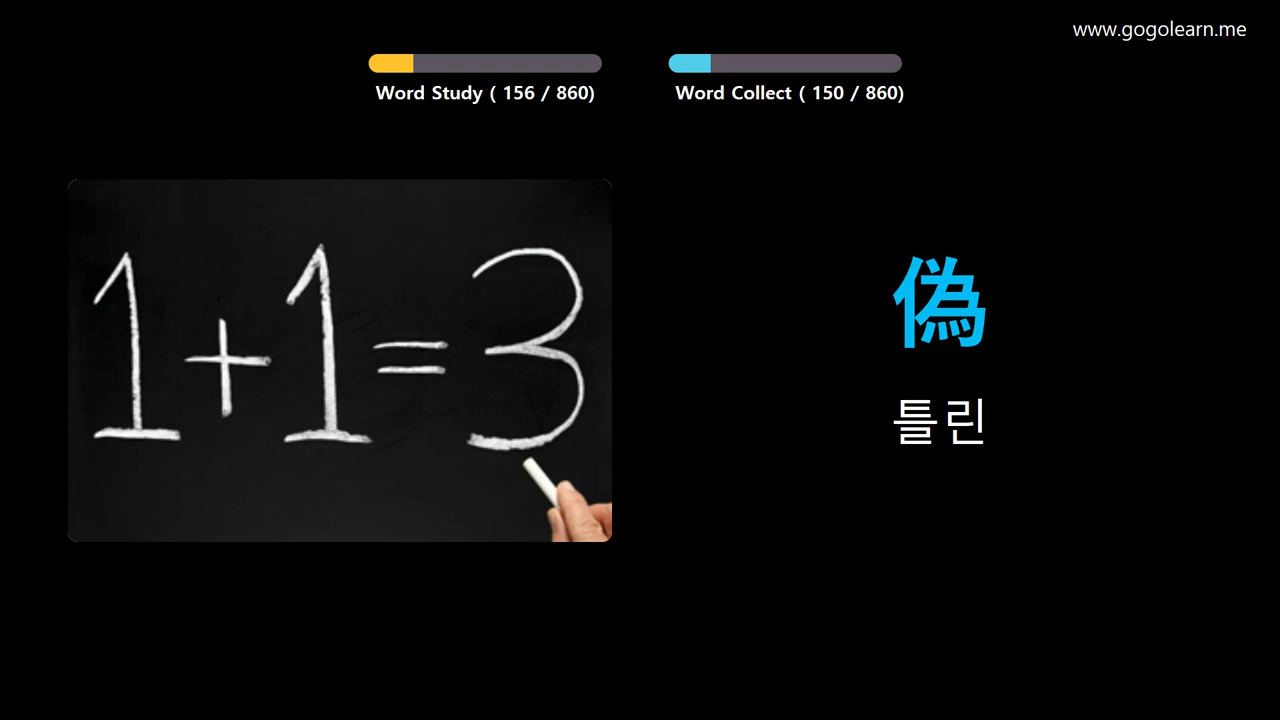 www.gogolearn.me
Word Study ( 156 / 860)
Word Collect ( 150 / 860)
1+1=3
偽
틀린